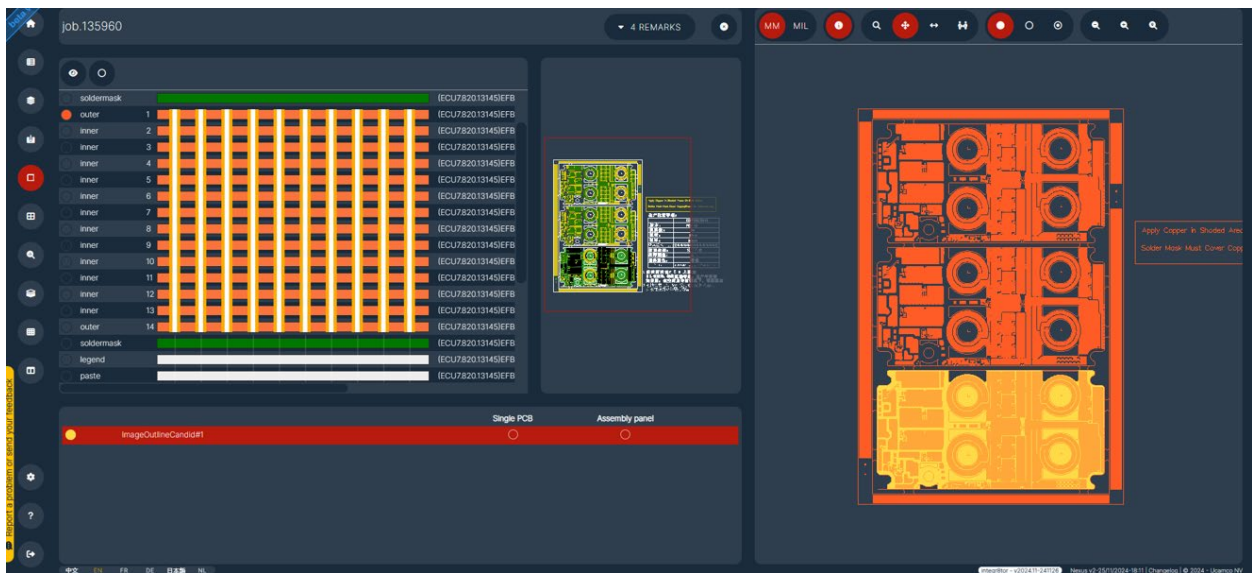 beta
job.135960
4 REMARKS
MM MIL
soldermask (ECU7.820.13145)EFB
outer 1 (ECU7.820.13145)EFB
inner 2 (ECU7.820.13145)EFB
inner 3 (ECU7.820.13145)EFB
inner 4 (ECU7.820.13145)EFB
inner 5 (ECU7.820.13145)EFB
inner 6 (ECU7.820.13145)EFB
inner 7 (ECU7.820.13145)EFB
inner 8 (ECU7.820.13145)EFB
inner 9 (ECU7.820.13145)EFB
inner 10 (ECU7.820.13145)EFB
inner 11 (ECU7.820.13145)EFB
inner 12 (ECU7.820.13145)EFB
inner 13 (ECU7.820.13145)EFB
outer 14 (ECU7.820.13145)EFB
soldermask (ECU7.820.13145)EFB
legend (ECU7.820.13145)EFB
paste (ECU7.820.13145)EFB
Apply Copper In Shaded Area
Solder Mask Must Cover Copp
Single PCB Assembly panel
ImageOutlineCandid#1
Report a problem or send your feedback
中文 EN FR DE 日本語 NL
Integr8tor - v2024.11-241126 Nexus v2-25/11/2024-18:11 | Changelog | © 2024 - Ucamco NV